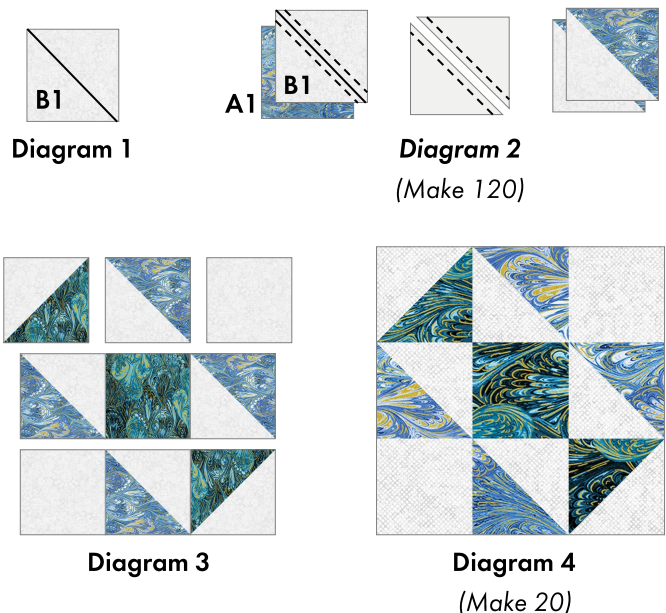 B1
Diagram 1
A1
B1
Diagram 2
(Make 120)
Diagram 3
Diagram 4
(Make 20)